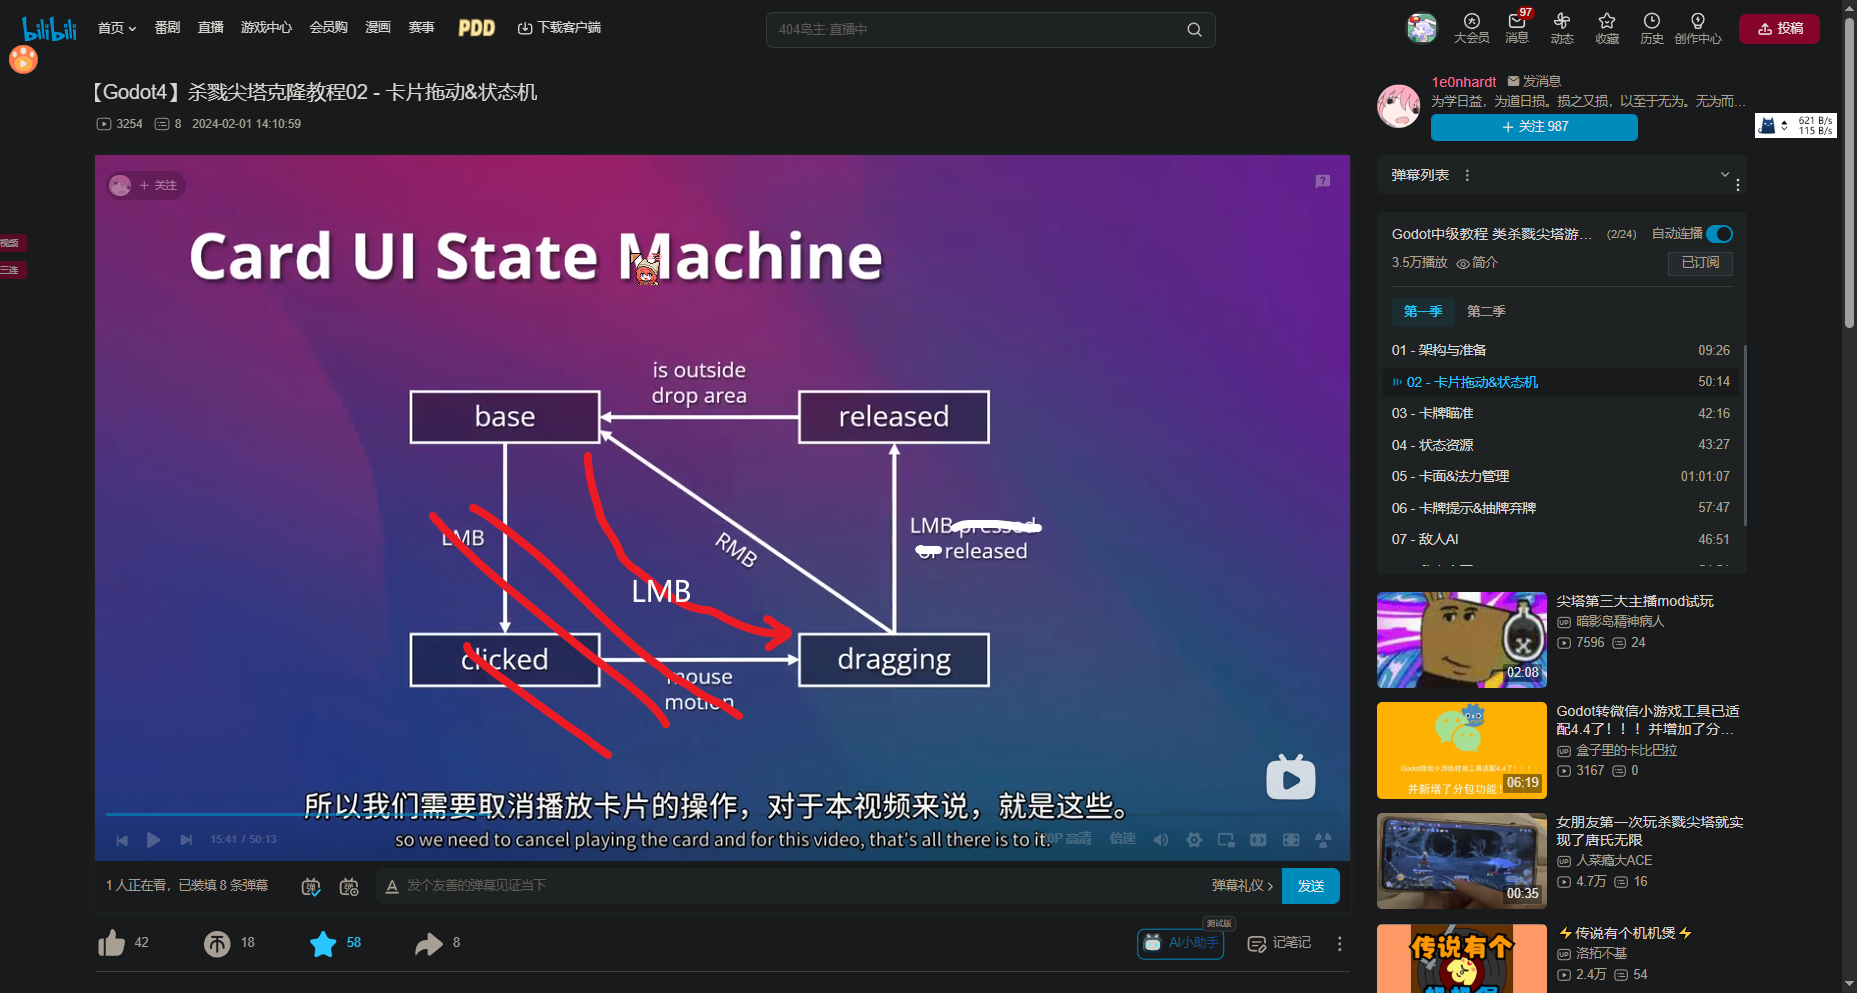 bilibili
首页
番剧
直播
游戏中心
会员购
漫画
赛事
PDD
下载客户端
404岛主·直播中
大会员
97
消息
动态
收藏
历史
创作中心
投稿
【Godot4】杀戮尖塔克隆教程02 - 卡片拖动&状态机
3254
8
2024-02-01 14:10:59
1e0nhardt
发消息
为学日益，为道日损。损之又损，以至于无为。无为而…
+ 关注 987
621 B/s
115 B/s
视频
三连
+ 关注
Card UI State Machine
is outside
drop area
base
released
LMB
RMB
LMB
LMB pressed
or released
clicked
dragging
mouse
motion
所以我们需要取消播放卡片的操作，对于本视频来说，就是这些。
so we need to cancel playing the card and for this video, that's all there is to it.
15:41 / 50:13
高清
倍速
1 人正在看，已装填 8 条弹幕
弹
弹
A
发个友善的弹幕见证当下
弹幕礼仪 >
发送
42
18
58
8
测试版
AI小助手
记笔记
弹幕列表
Godot中级教程 类杀戮尖塔游…
(2/24)
自动连播
3.5万播放
简介
已订阅
第一季
第二季
01 - 架构与准备
09:26
02 - 卡片拖动&状态机
50:14
03 - 卡牌瞄准
42:16
04 - 状态资源
43:27
05 - 卡面&法力管理
01:01:07
06 - 卡牌提示&抽牌弃牌
57:47
07 - 敌人AI
46:51
02:08
尖塔第三大主播mod试玩
暗影鸟精神病人
7596
24
并新增了分包功能！
06:19
Godot转微信小游戏工具已适
配4.4了！！！并增加了分…
盒子里的卡比巴拉
3167
0
00:35
女朋友第一次玩杀戮尖塔就实
现了唐氏无限
人菜瘾大ACE
4.7万
16
传说有个
⚡传说有个机机煲⚡
洛拓不基
2.4万
54